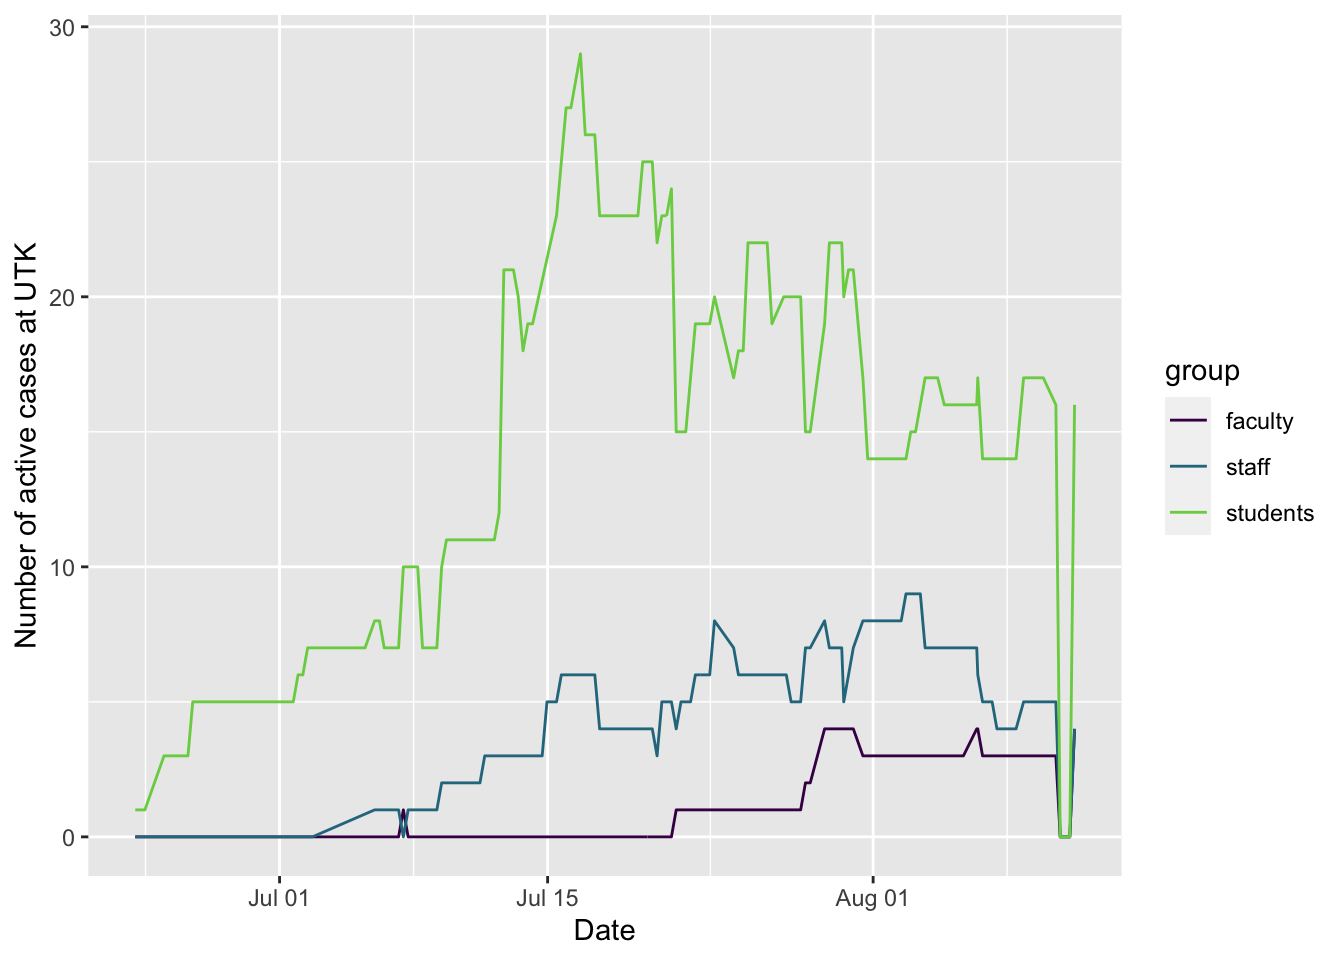 Number of active cases at UTK
30
20
10
0
Jul 01
Jul 15
Aug 01
Date
group
faculty
staff
students